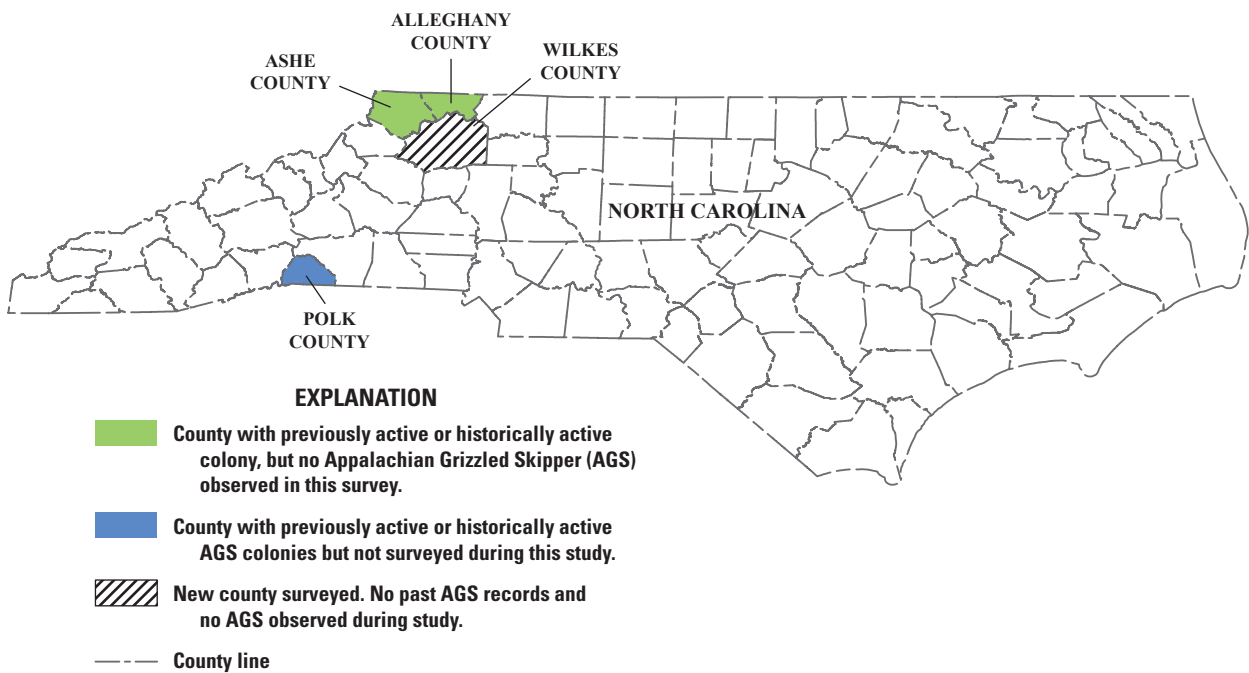 ALLEGHANY
COUNTY
WILKES
COUNTY
ASHE
COUNTY
NORTH CAROLINA
POLK
COUNTY
EXPLANATION
County with previously active or historically active
colony, but no Appalachian Grizzled Skipper (AGS)
observed in this survey.
County with previously active or historically active
AGS colonies but not surveyed during this study.
New county surveyed. No past AGS records and
no AGS observed during study.
County line